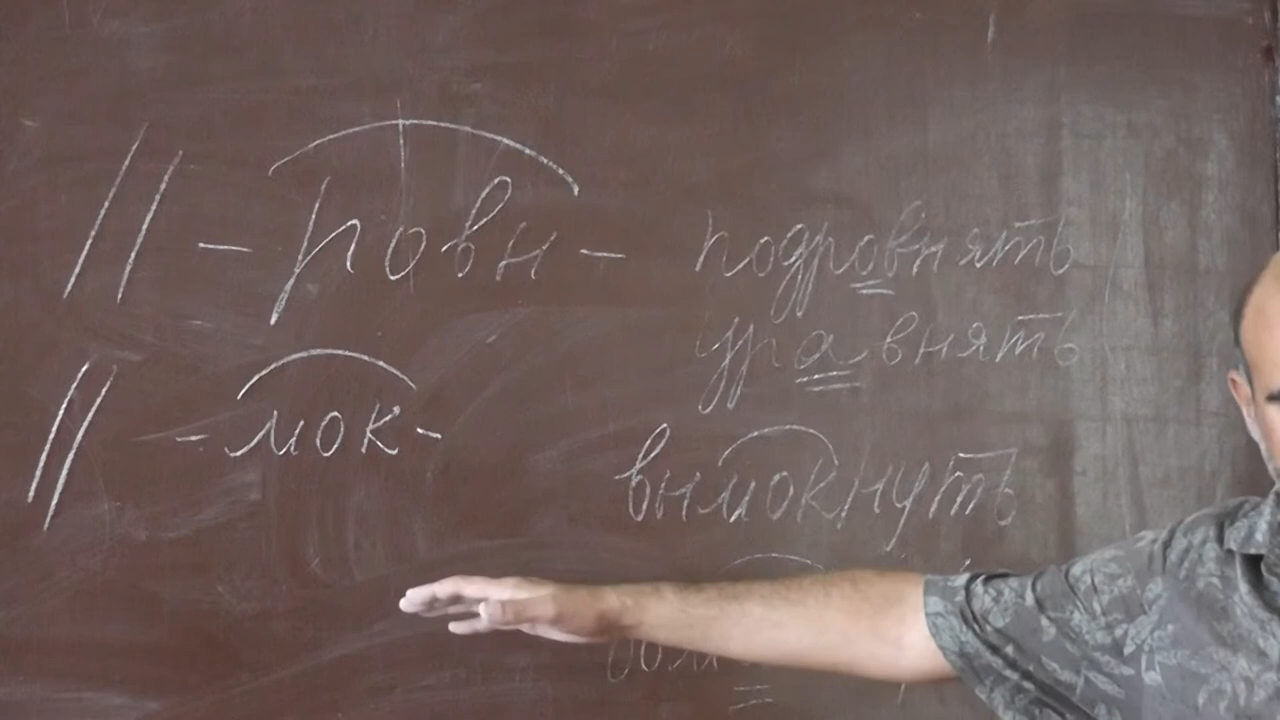 // -ровн- подровнять
уравнять
// -мок-
вымокнуть